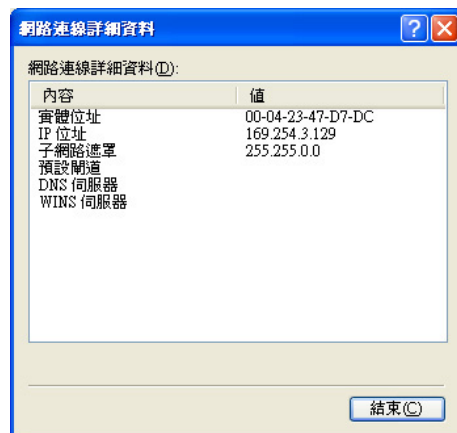 網路連線詳細資料
網路連線詳細資料(D):
內容 值
實體位址 00-04-23-47-D7-DC
IP 位址 169.254.3.129
子網路遮罩 255.255.0.0
預設閘道
DNS 伺服器
WINS 伺服器
結束(C)